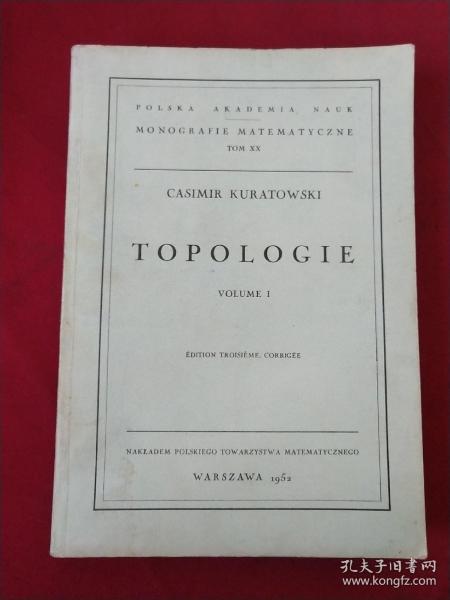 POLSKA AKADEMIA NAUK
MONOGRAFIE MATEMATYCZNE
TOM XX
CASIMIR KURATOWSKI
TOPOLOGIE
VOLUME I
ÉDITION TROISIÈME, CORRIGÉE
NAKŁADEM POLSKIEGO TOWARZYSTWA MATEMATYCZNEGO
WARSZAWA 1952
孔夫子旧书网
www.kongfz.com